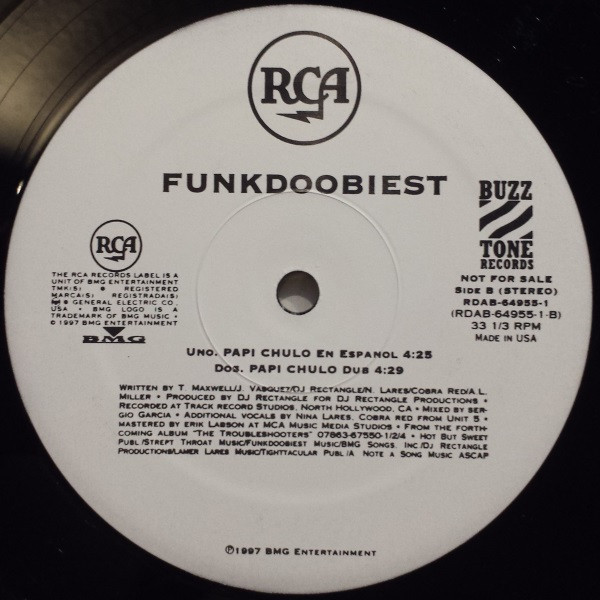 RCA
FUNKDOOBIEST
BUZZ
TONE
RECORDS
RCA
THE RCA RECORDS LABEL IS A
UNIT OF BMG ENTERTAINMENT
TMK(S) ® REGISTERED
MARCA(S) REGISTRADA(S)
® GENERAL ELECTRIC CO.,
USA • BMG LOGO IS A
TRADEMARK OF BMG MUSIC •
© 1997 BMG ENTERTAINMENT
BMG
NOT FOR SALE
SIDE B (STEREO)
RDAB-64955-1
(RDAB-64955-1-B)
33 1/3 RPM
MADE IN USA
UNO. PAPI CHULO EN ESPANOL 4:25
DOS. PAPI CHULO DUB 4:29
WRITTEN BY T. MAXWELL/J. VASQUEZ/DJ RECTANGLE/N. LARES/COBRA RED/A L.
MILLER • PRODUCED BY DJ RECTANGLE FOR DJ RECTANGLE PRODUCTIONS •
RECORDED AT TRACK RECORD STUDIOS, NORTH HOLLYWOOD, CA • MIXED BY SER-
GIO GARCIA • ADDITIONAL VOCALS BY NINA LARES, COBRA RED FROM UNIT 5 •
MASTERED BY ERIK LABSON AT MCA MUSIC MEDIA STUDIOS • FROM THE FORTH-
COMING ALBUM "THE TROUBLESHOOTERS" 07863-67550-1/2/4 • HOT BUT SWEET
PUBL/STREPT THROAT MUSIC/FUNKDOOBIEST MUSIC/BMG SONGS, INC/DJ RECTANGLE
PRODUCTIONS/LAMER LARES MUSIC/TIGHTTACULAR PUBL/A NOTE A SONG MUSIC ASCAP
℗1997 BMG ENTERTAINMENT